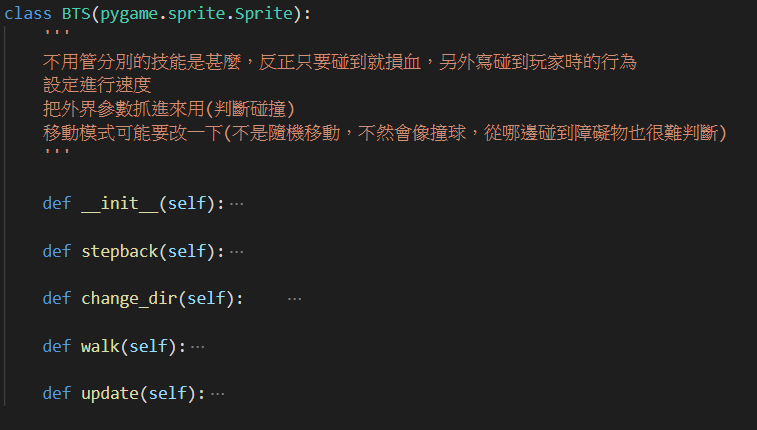 class BTS(pygame.sprite.Sprite):
'''
不用管分別的技能是甚麼，反正只要碰到就損血，另外寫碰到玩家時的行為
設定進行速度
把外界參數抓進來用(判斷碰撞)
移動模式可能要改一下(不是隨機移動，不然會像撞球，從哪邊碰到障礙物也很難判斷)
'''
def __init__(self):⋯
def stepback(self):⋯
def change_dir(self): ⋯
def walk(self):⋯
def update(self):⋯